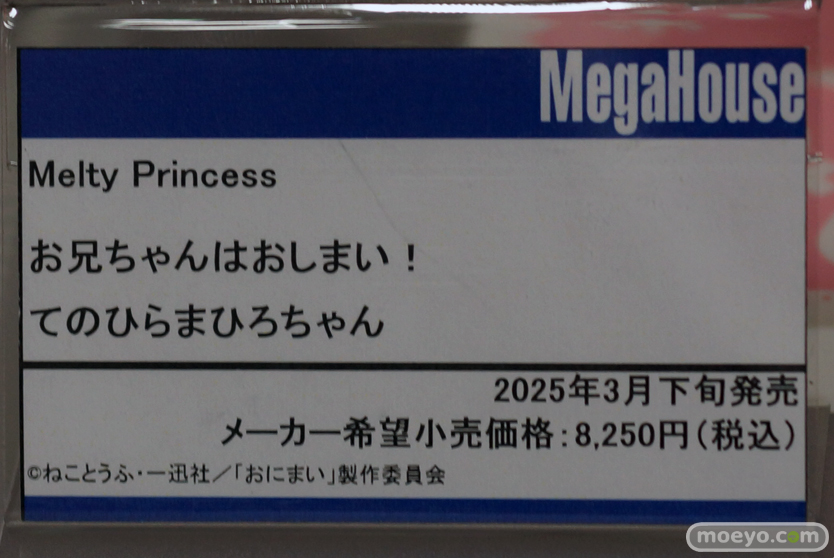 MegaHouse
Melty Princess
お兄ちゃんはおしまい！
てのひらまひろちゃん
2025年3月下旬発売
メーカー希望小売価格：8,250円（税込）
©ねことうふ・一迅社／「おにまい」製作委員会
moeyo.com